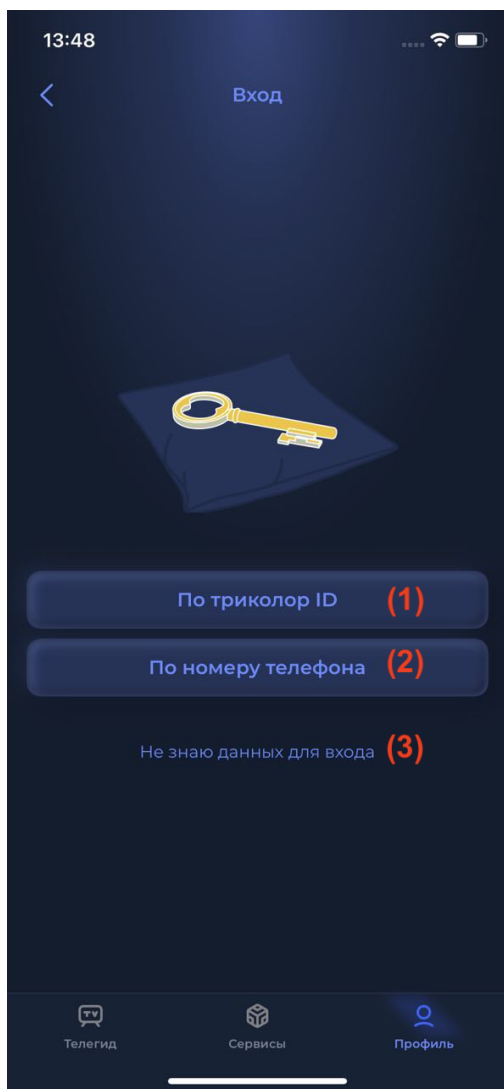 13:48
Вход
По триколор ID (1)
По номеру телефона (2)
Не знаю данных для входа (3)
TV
Телегид Сервисы Профиль